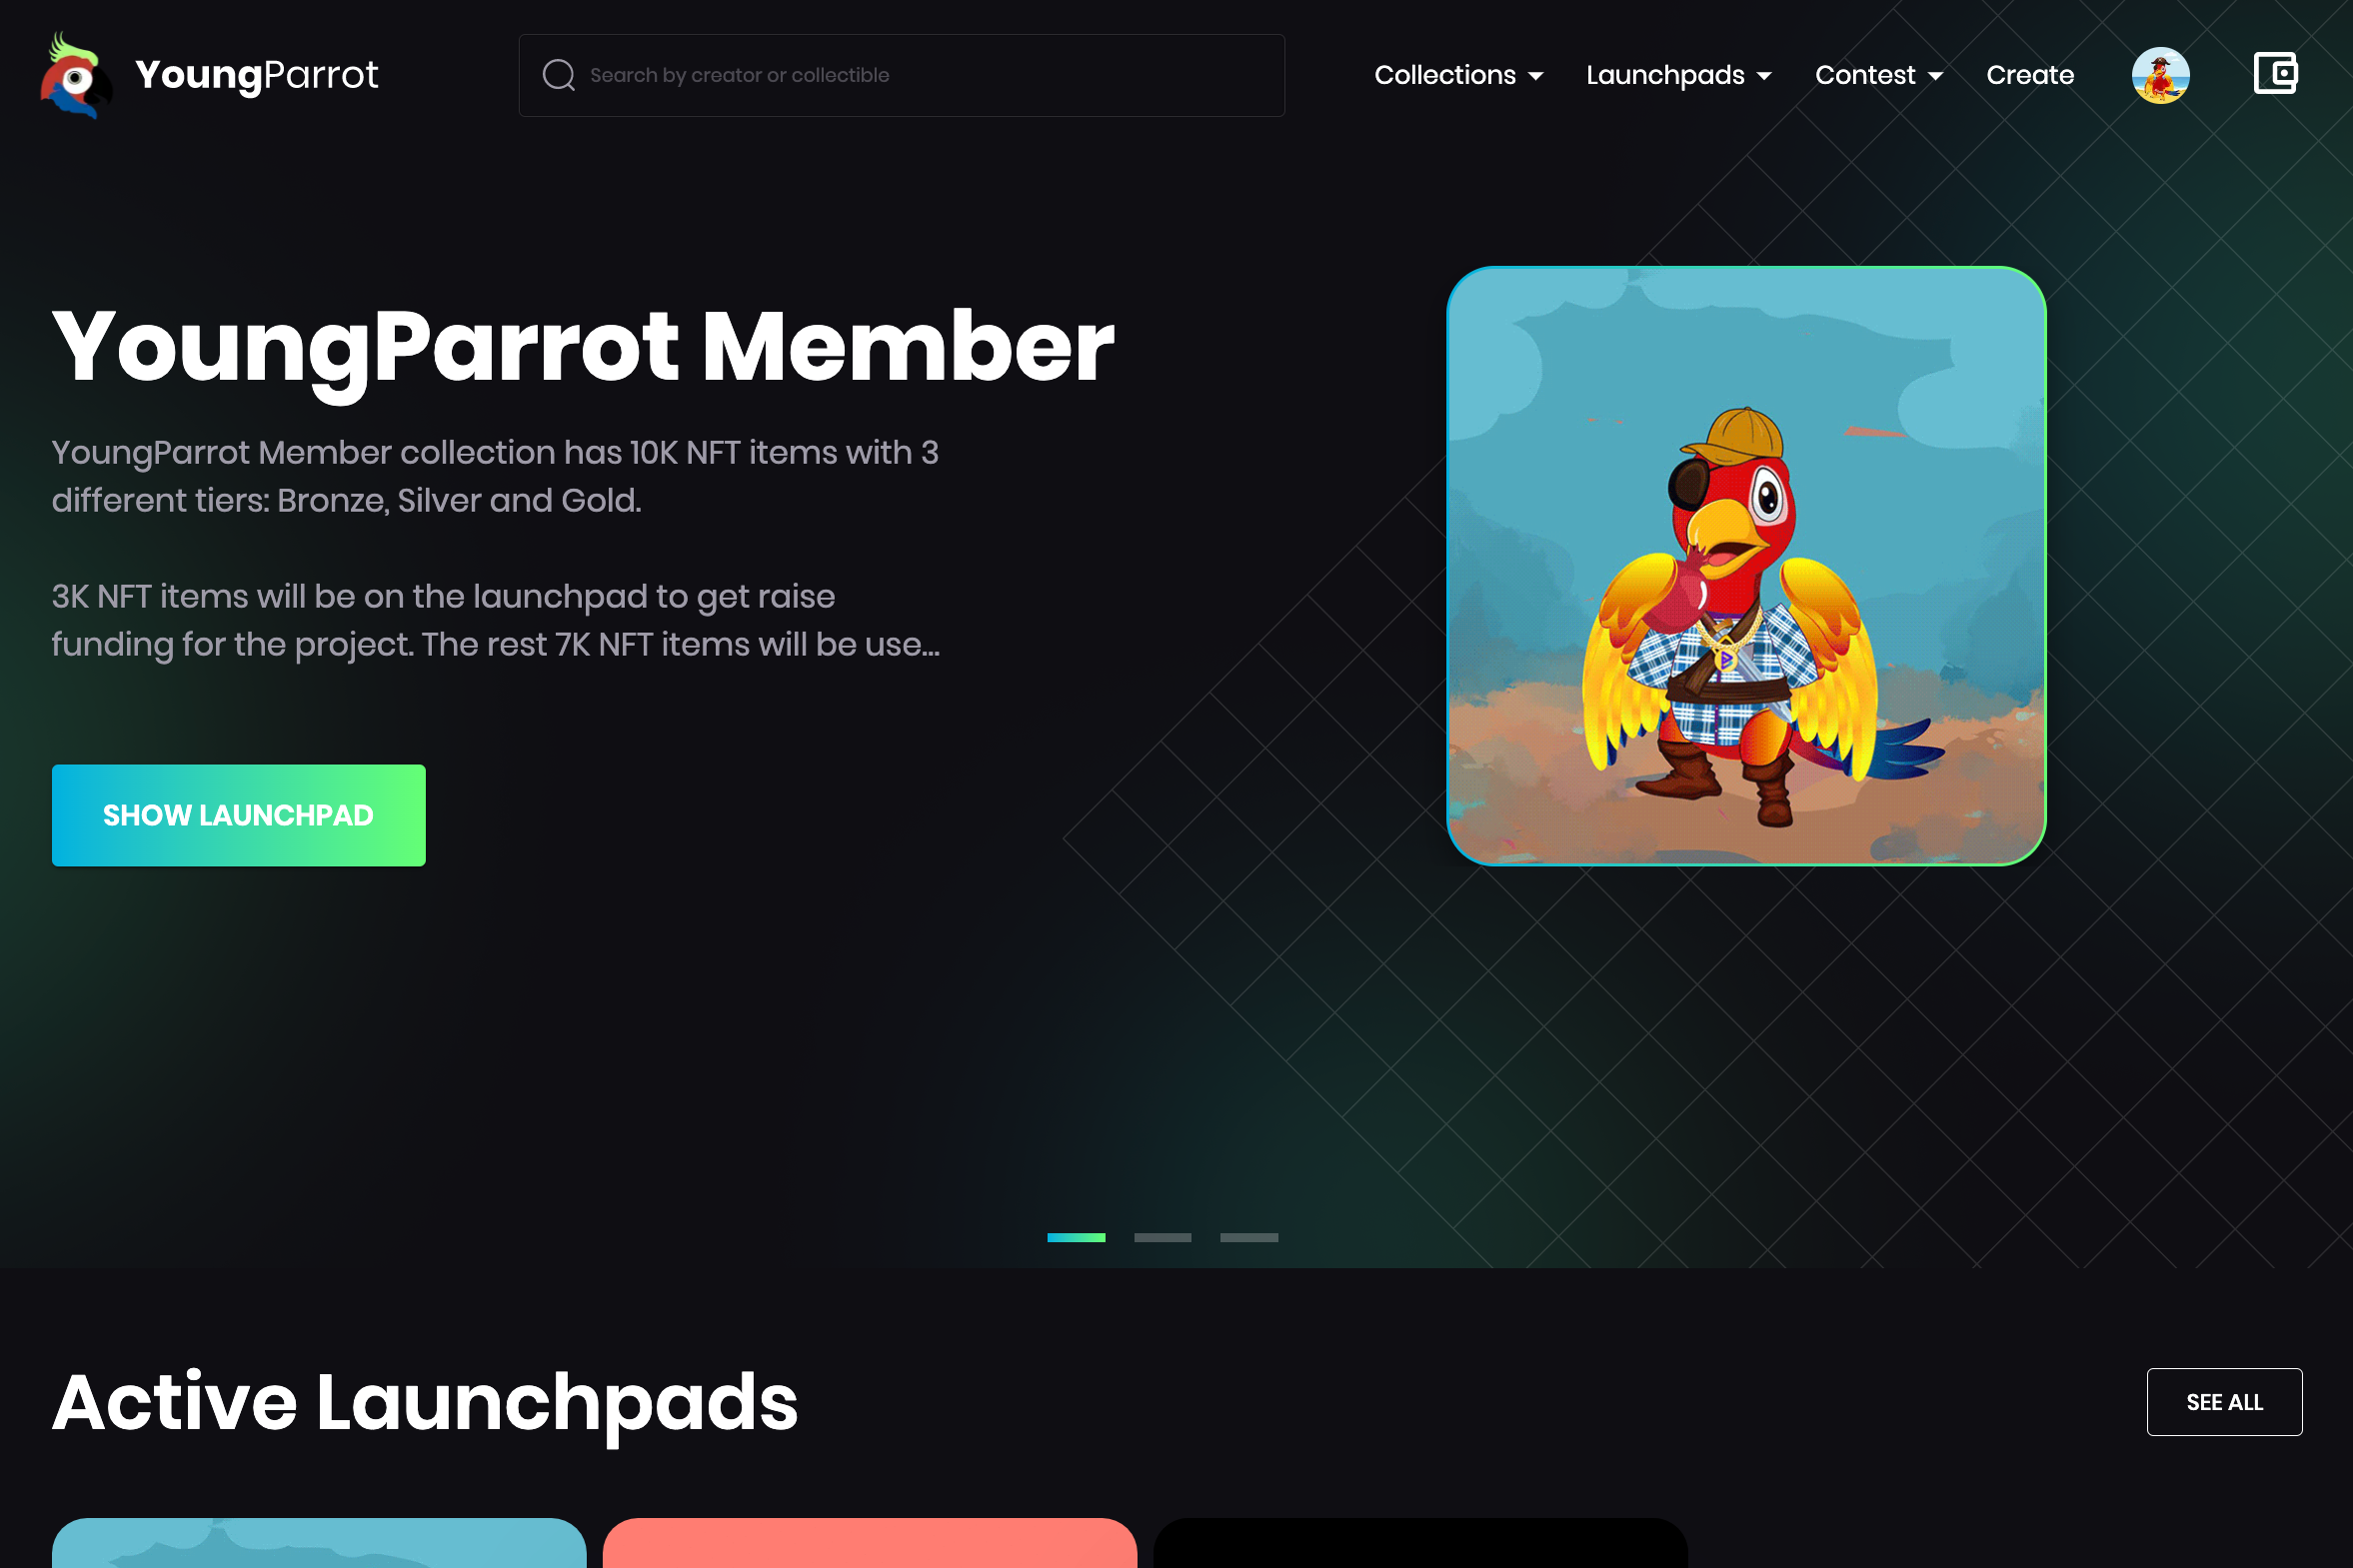 YoungParrot
Search by creator or collectible
Collections
Launchpads
Contest
Create
YoungParrot Member
YoungParrot Member collection has 10K NFT items with 3
different tiers: Bronze, Silver and Gold.
3K NFT items will be on the launchpad to get raise
funding for the project. The rest 7K NFT items will be use...
SHOW LAUNCHPAD
Active Launchpads
SEE ALL